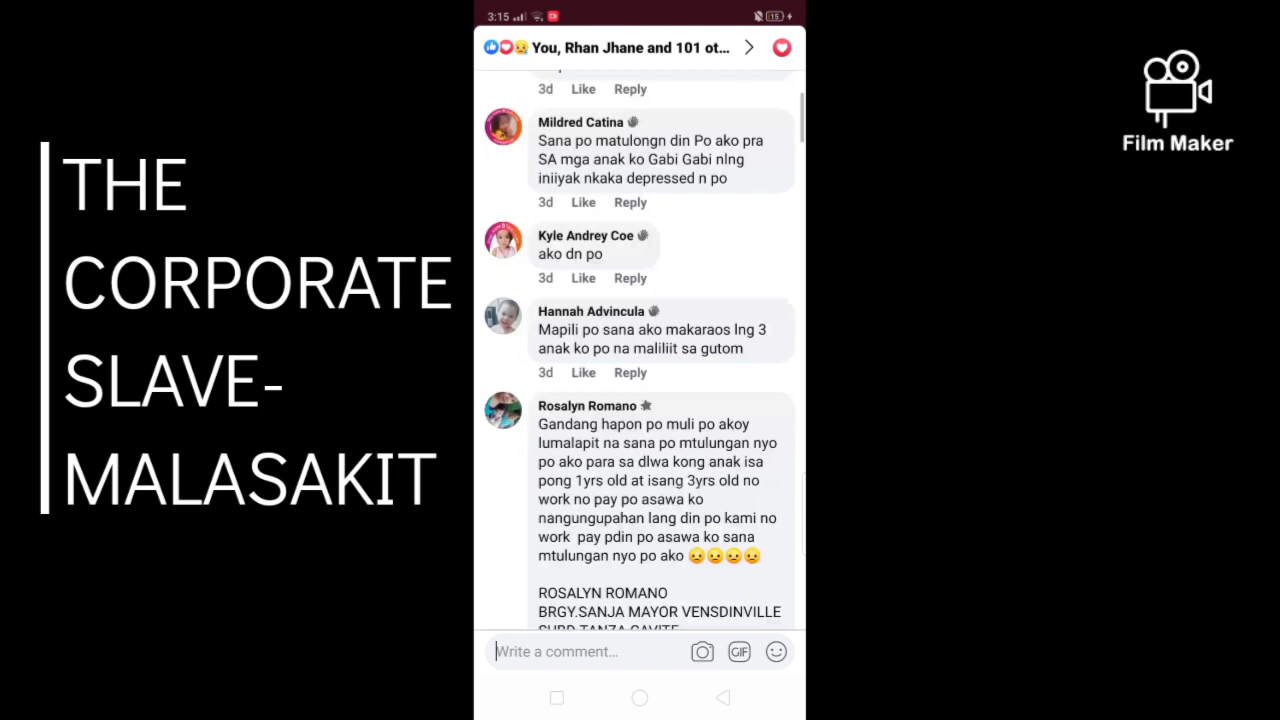 THE
CORPORATE
SLAVE-
MALASAKIT
3:15
15
You, Rhan Jhane and 101 ot...
3d Like Reply
Mildred Catina
Sana po matulongn din Po ako pra
SA mga anak ko Gabi Gabi nlng
iniiyak nkaka depressed n po
3d Like Reply
Kyle Andrey Coe
ako dn po
3d Like Reply
Hannah Advincula
Mapili po sana ako makaraos lng 3
anak ko po na maliliit sa gutom
3d Like Reply
Rosalyn Romano
Gandang hapon po muli po akoy
lumalapit na sana po mtulungan nyo
po ako para sa dlwa kong anak isa
pong 1yrs old at isang 3yrs old no
work no pay po asawa ko
nangungupahan lang din po kami no
work pay pdin po asawa ko sana
mtulungan nyo po ako
ROSALYN ROMANO
BRGY.SANJA MAYOR VENSDINVILLE
SUBD TANZA CAVITE
Write a comment...
GIF
Film Maker